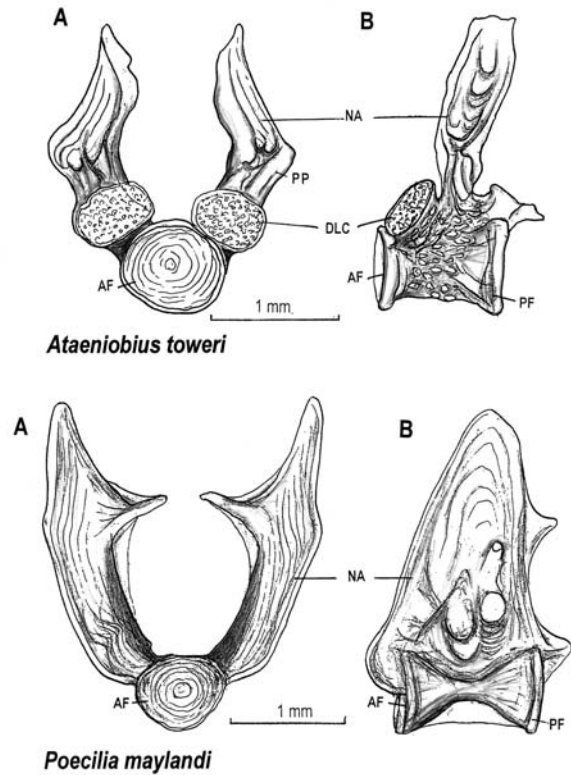 A
B
NA
PP
DLC
AF
AF
PF
1 mm.
Ataeniobius toweri
A
B
NA
AF
AF
1 mm
PF
Poecilia maylandi